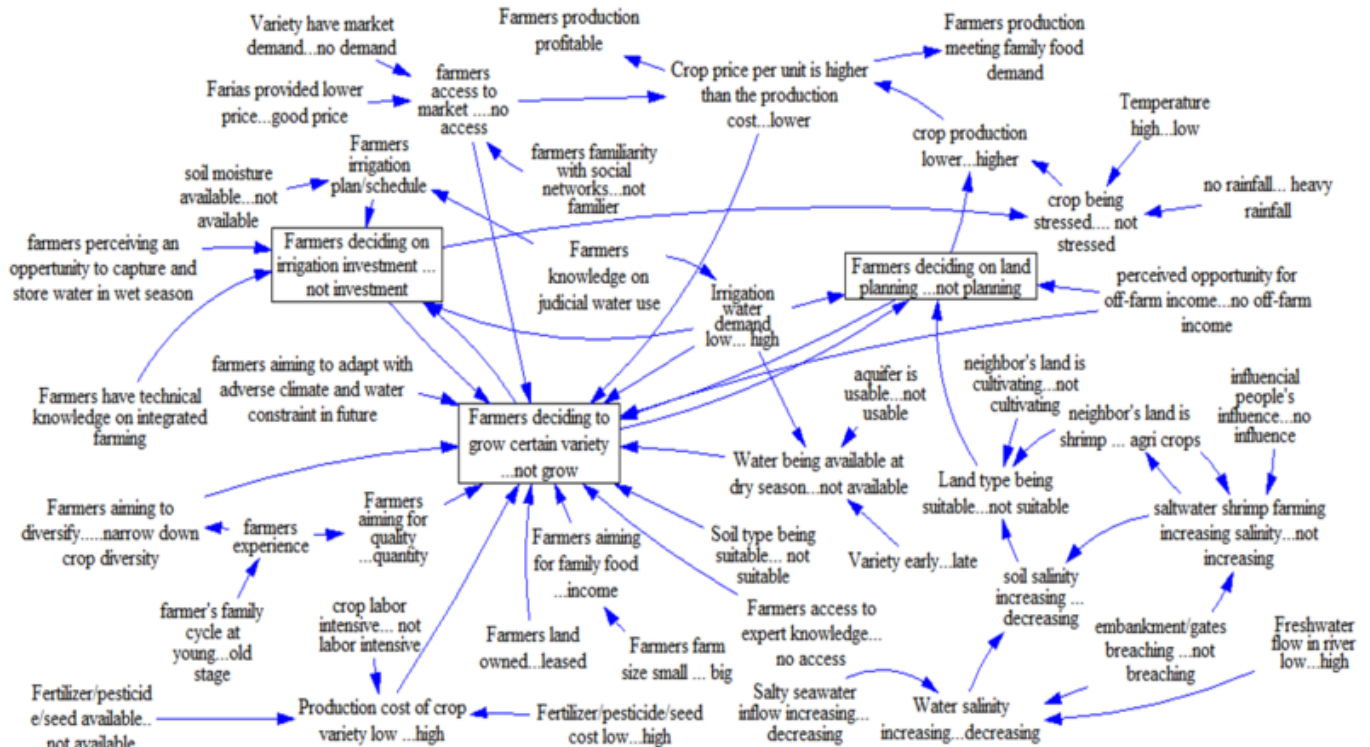 Variety have market
demand...no demand
Farmers production
profitable
Farmers production
meeting family food
demand
farmers
access to
market ....no
access
Crop price per unit is higher
than the production
cost...lower
Farias provided lower
price...good price
Temperature
high...low
crop production
lower...higher
Farmers
irrigation
plan/schedule
farmers familiarity
with social
networks...not
familier
soil moisture
available...not
available
no rainfall... heavy
rainfall
crop being
stressed.... not
stressed
farmers perceiving an
oppertunity to capture and
store water in wet season
Farmers deciding on
irrigation investment ...
not investment
Farmers
knowledge on
judicial water use
Farmers deciding on land
planning ...not planning
perceived opportunity for
off-farm income...no off-farm
income
Irrigation
water
demand
low... high
Farmers have technical
knowledge on integrated
farming
farmers aiming to adapt with
adverse climate and water
constraint in future
aquifer is
usable...not
usable
neighbor's land is
cultivating...not
cultivating
influencial
people's
influence...no
influence
neighbor's land is
shrimp ... agri crops
Farmers deciding to
grow certain variety
...not grow
Water being available at
dry season...not available
Land type being
suitable...not suitable
saltwater shrimp farming
increasing salinity...not
increasing
Farmers aiming to
diversify.....narrow down
crop diversity
farmers
experience
Farmers
aiming for
quality
...quantity
Farmers aiming
for family food
...income
Soil type being
suitable... not
suitable
Variety early...late
soil salinity
increasing ...
decreasing
farmer's family
cycle at
young...old
stage
crop labor
intensive... not
labor intensive
Farmers land
owned...leased
Farmers farm
size small ... big
Farmers access to
expert knowledge...
no access
embankment/gates
breaching ...not
breaching
Freshwater
flow in river
low...high
Fertilizer/pesticid
e/seed available..
not available
Production cost of crop
variety low ...high
Fertilizer/pesticide/seed
cost low...high
Salty seawater
inflow increasing...
decreasing
Water salinity
increasing...decreasing